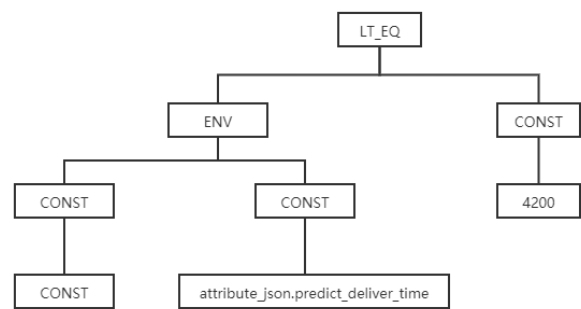 LT_EQ
ENV
CONST
CONST
CONST
4200
CONST
attribute_json.predict_deliver_time